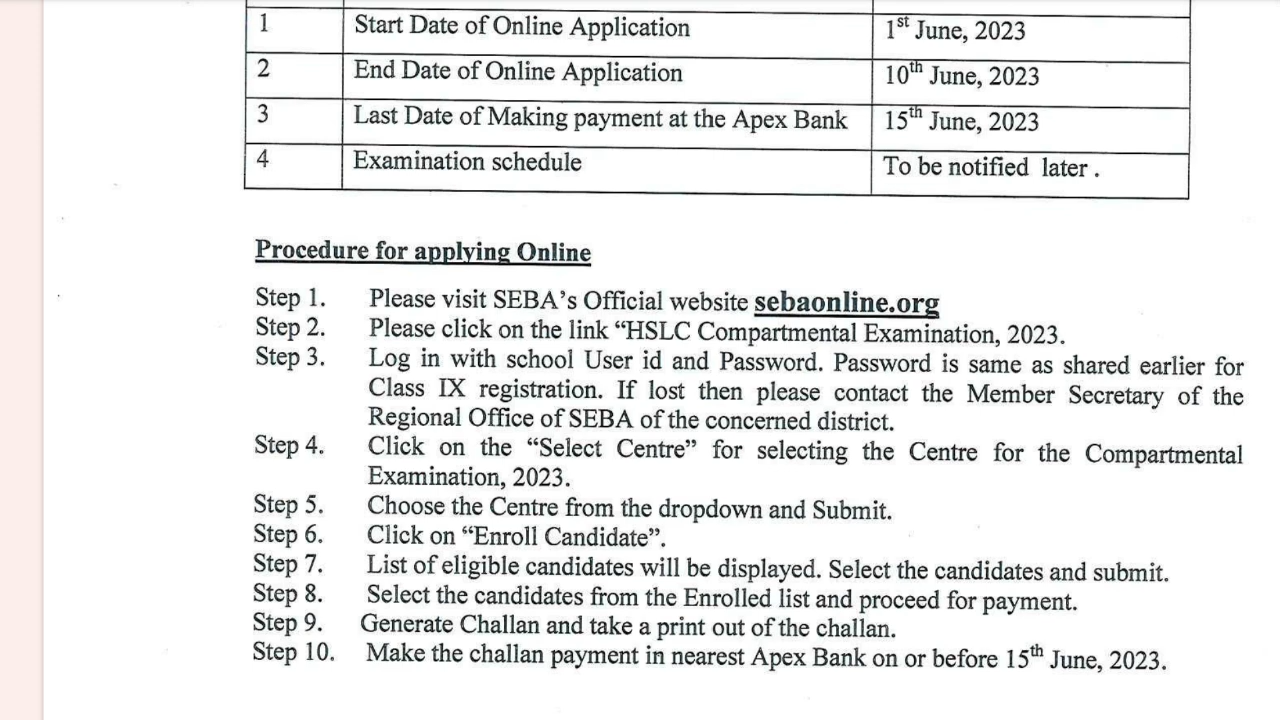 1 Start Date of Online Application 1st June, 2023
2 End Date of Online Application 10th June, 2023
3 Last Date of Making payment at the Apex Bank 15th June, 2023
4 Examination schedule To be notified later .
Procedure for applying Online
Step 1. Please visit SEBA's Official website sebaonline.org
Step 2. Please click on the link “HSLC Compartmental Examination, 2023.
Step 3. Log in with school User id and Password. Password is same as shared earlier for
Class IX registration. If lost then please contact the Member Secretary of the
Regional Office of SEBA of the concerned district.
Step 4. Click on the “Select Centre” for selecting the Centre for the Compartmental
Examination, 2023.
Step 5. Choose the Centre from the dropdown and Submit.
Step 6. Click on “Enroll Candidate”.
Step 7. List of eligible candidates will be displayed. Select the candidates and submit.
Step 8. Select the candidates from the Enrolled list and proceed for payment.
Step 9. Generate Challan and take a print out of the challan.
Step 10. Make the challan payment in nearest Apex Bank on or before 15th June, 2023.